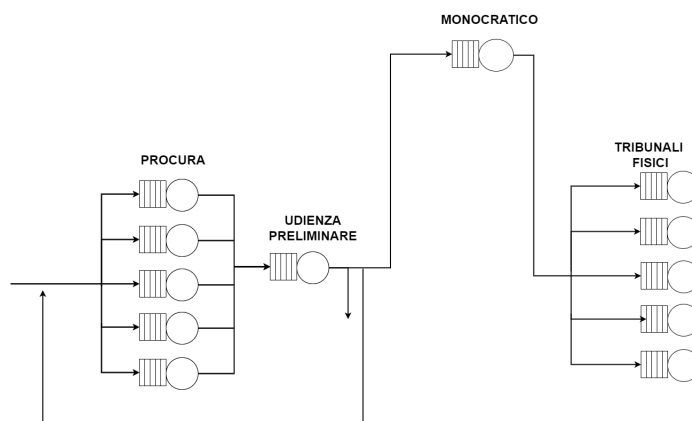 MONOCRATICO
TRIBUNALI
FISICI
PROCURA
UDIENZA
PRELIMINARE